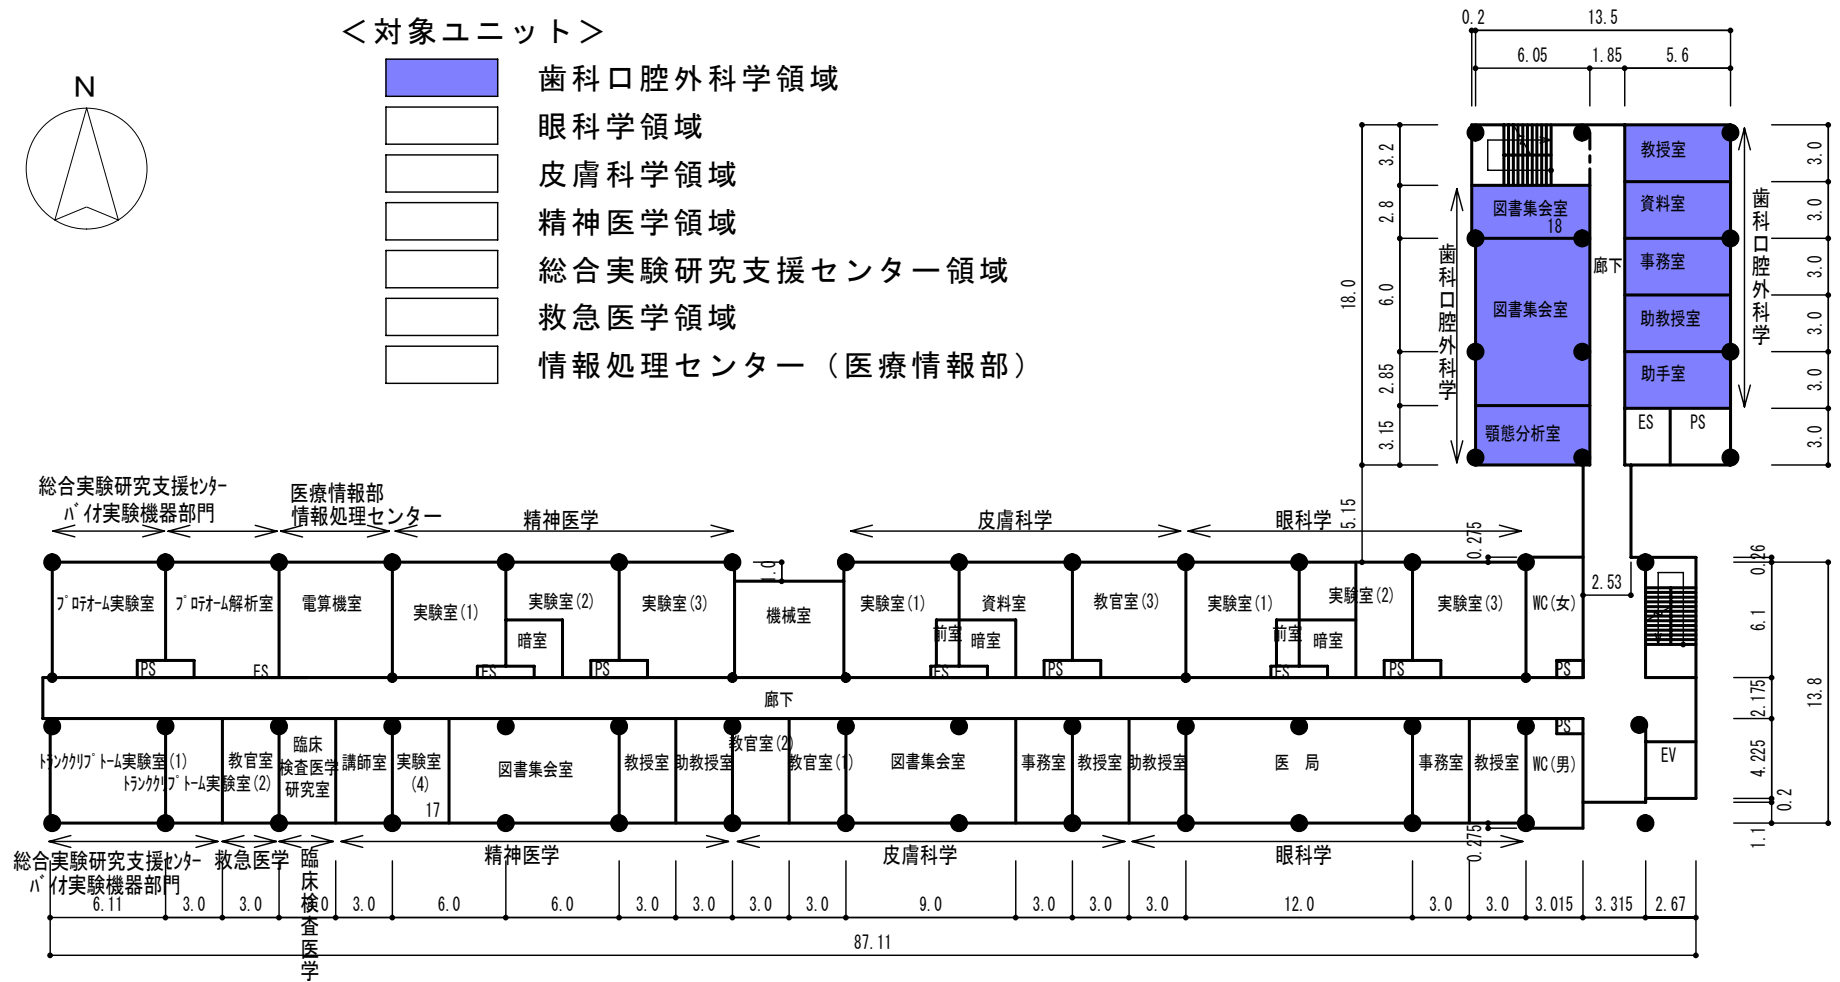 ＜対象ユニット＞
N
歯科口腔外科学領域
眼科学領域
皮膚科学領域
精神医学領域
総合実験研究支援センター領域
救急医学領域
情報処理センター（医療情報部）
0.2
13.5
6.05
1.85
5.6
3.2
2.8
18.0
6.0
2.85
3.15
5.15
教授室
資料室
事務室
助教授室
助手室
ES
PS
図書集会室
18
図書集会室
顎態分析室
廊下
歯科口腔外科学
歯科口腔外科学
3.0
3.0
3.0
3.0
3.0
3.0
総合実験研究支援ｾﾝﾀｰ
ﾊﾞｲｵ実験機器部門
医療情報部
情報処理センター
精神医学
皮膚科学
眼科学
0.275
0.26
1.0
2.53
ﾌﾟﾛﾃｵｰﾑ実験室
ﾌﾟﾛﾃｵｰﾑ解析室
電算機室
実験室(1)
実験室(2)
暗室
実験室(3)
機械室
実験室(1)
資料室
前室
暗室
教官室(3)
実験室(1)
実験室(2)
前室
暗室
実験室(3)
WC(女)
PS
ES
ES
PS
ES
PS
ES
PS
PS
6.1
2.175
13.8
4.225
0.2
1.1
廊下
ﾄﾗﾝｸｸﾘﾌﾟﾄｰﾑ実験室(1)
ﾄﾗﾝｸｸﾘﾌﾟﾄｰﾑ実験室(2)
教官室
臨床
検査医学
研究室
講師室
実験室
(4)
17
図書集会室
教授室
助教授室
教官室(2)
教官室(1)
図書集会室
事務室
教授室
助教授室
医　局
事務室
教授室
WC(男)
PS
EV
0.275
総合実験研究支援ｾﾝﾀｰ
ﾊﾞｲｵ実験機器部門
救急医学
臨床検査医学
精神医学
皮膚科学
眼科学
6.11
3.0
3.0
3.0
3.0
6.0
6.0
3.0
3.0
3.0
3.0
9.0
3.0
3.0
3.0
12.0
3.0
3.0
3.015
3.315
2.67
87.11